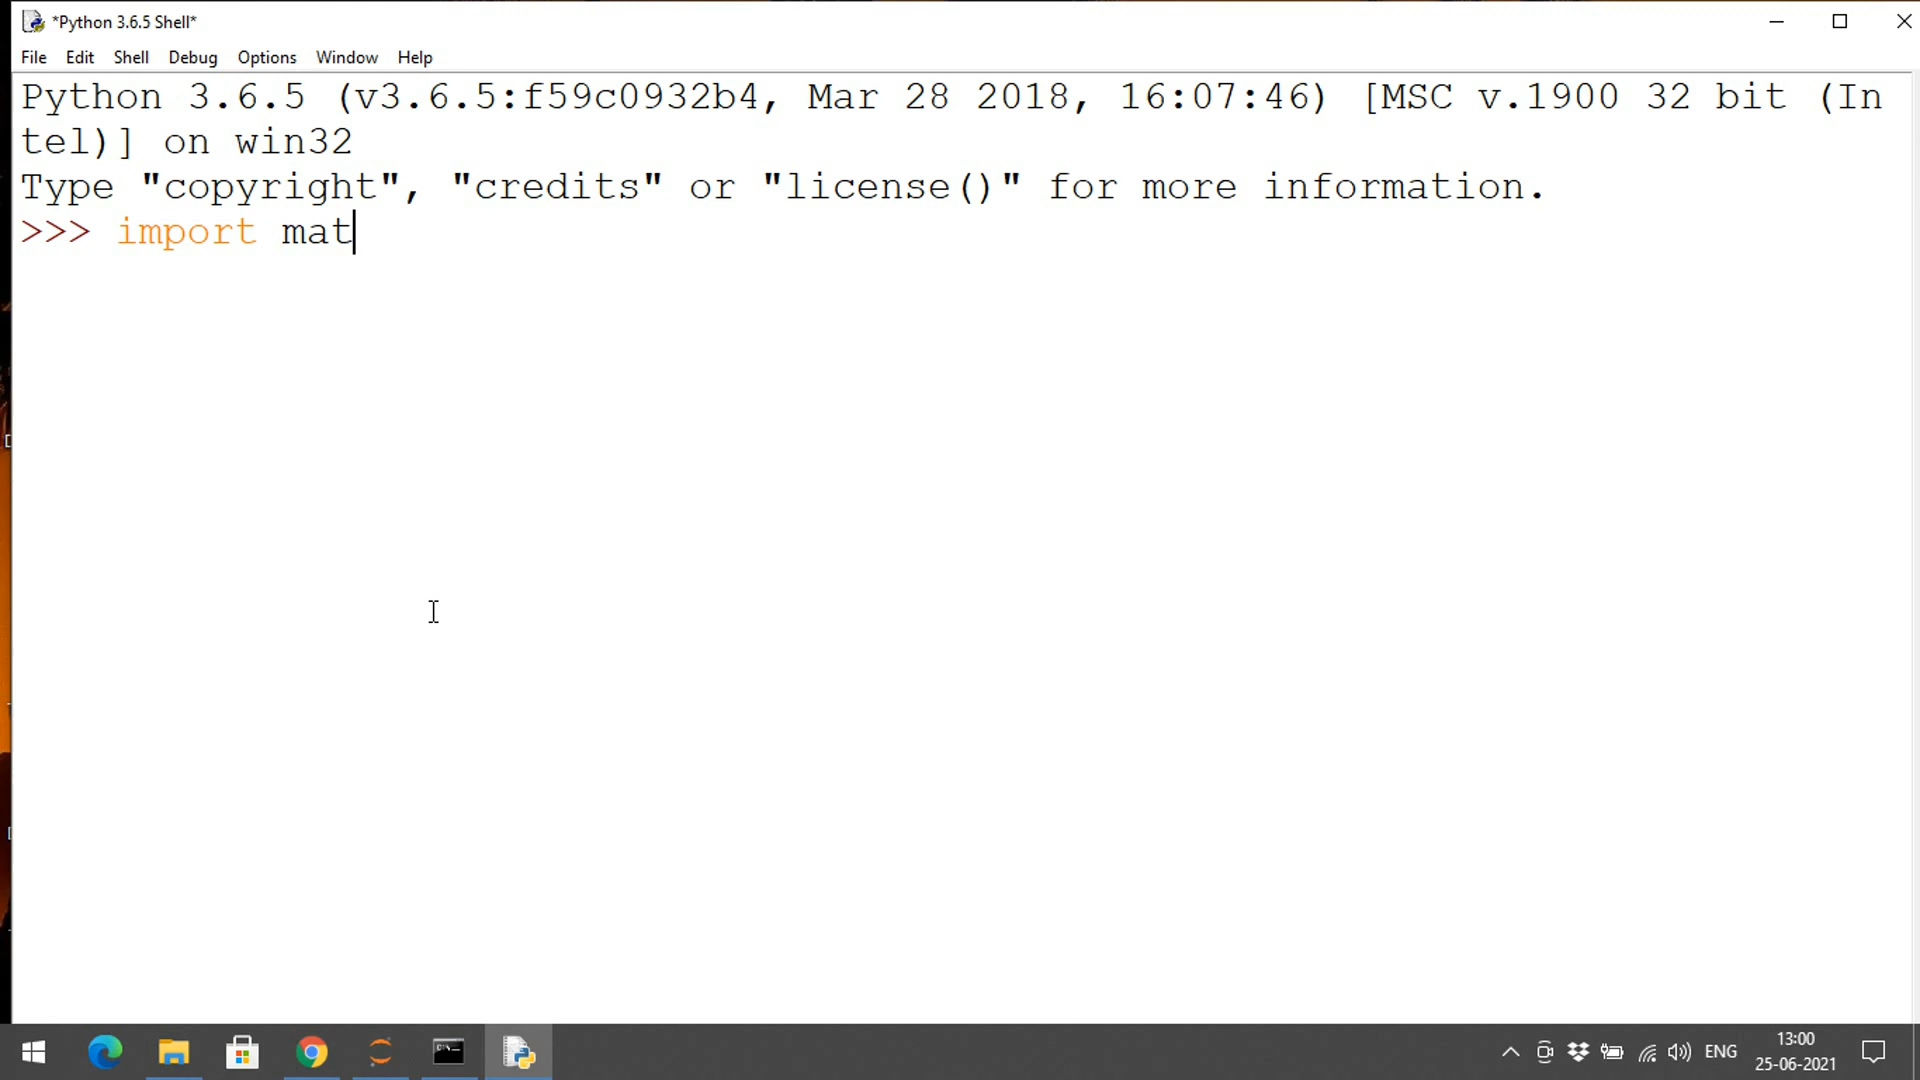 *Python 3.6.5 Shell*
File Edit Shell Debug Options Window Help
Python 3.6.5 (v3.6.5:f59c0932b4, Mar 28 2018, 16:07:46) [MSC v.1900 32 bit (In
tel)] on win32
Type "copyright", "credits" or "license()" for more information.
>>> import mat
ENG
13:00
25-06-2021